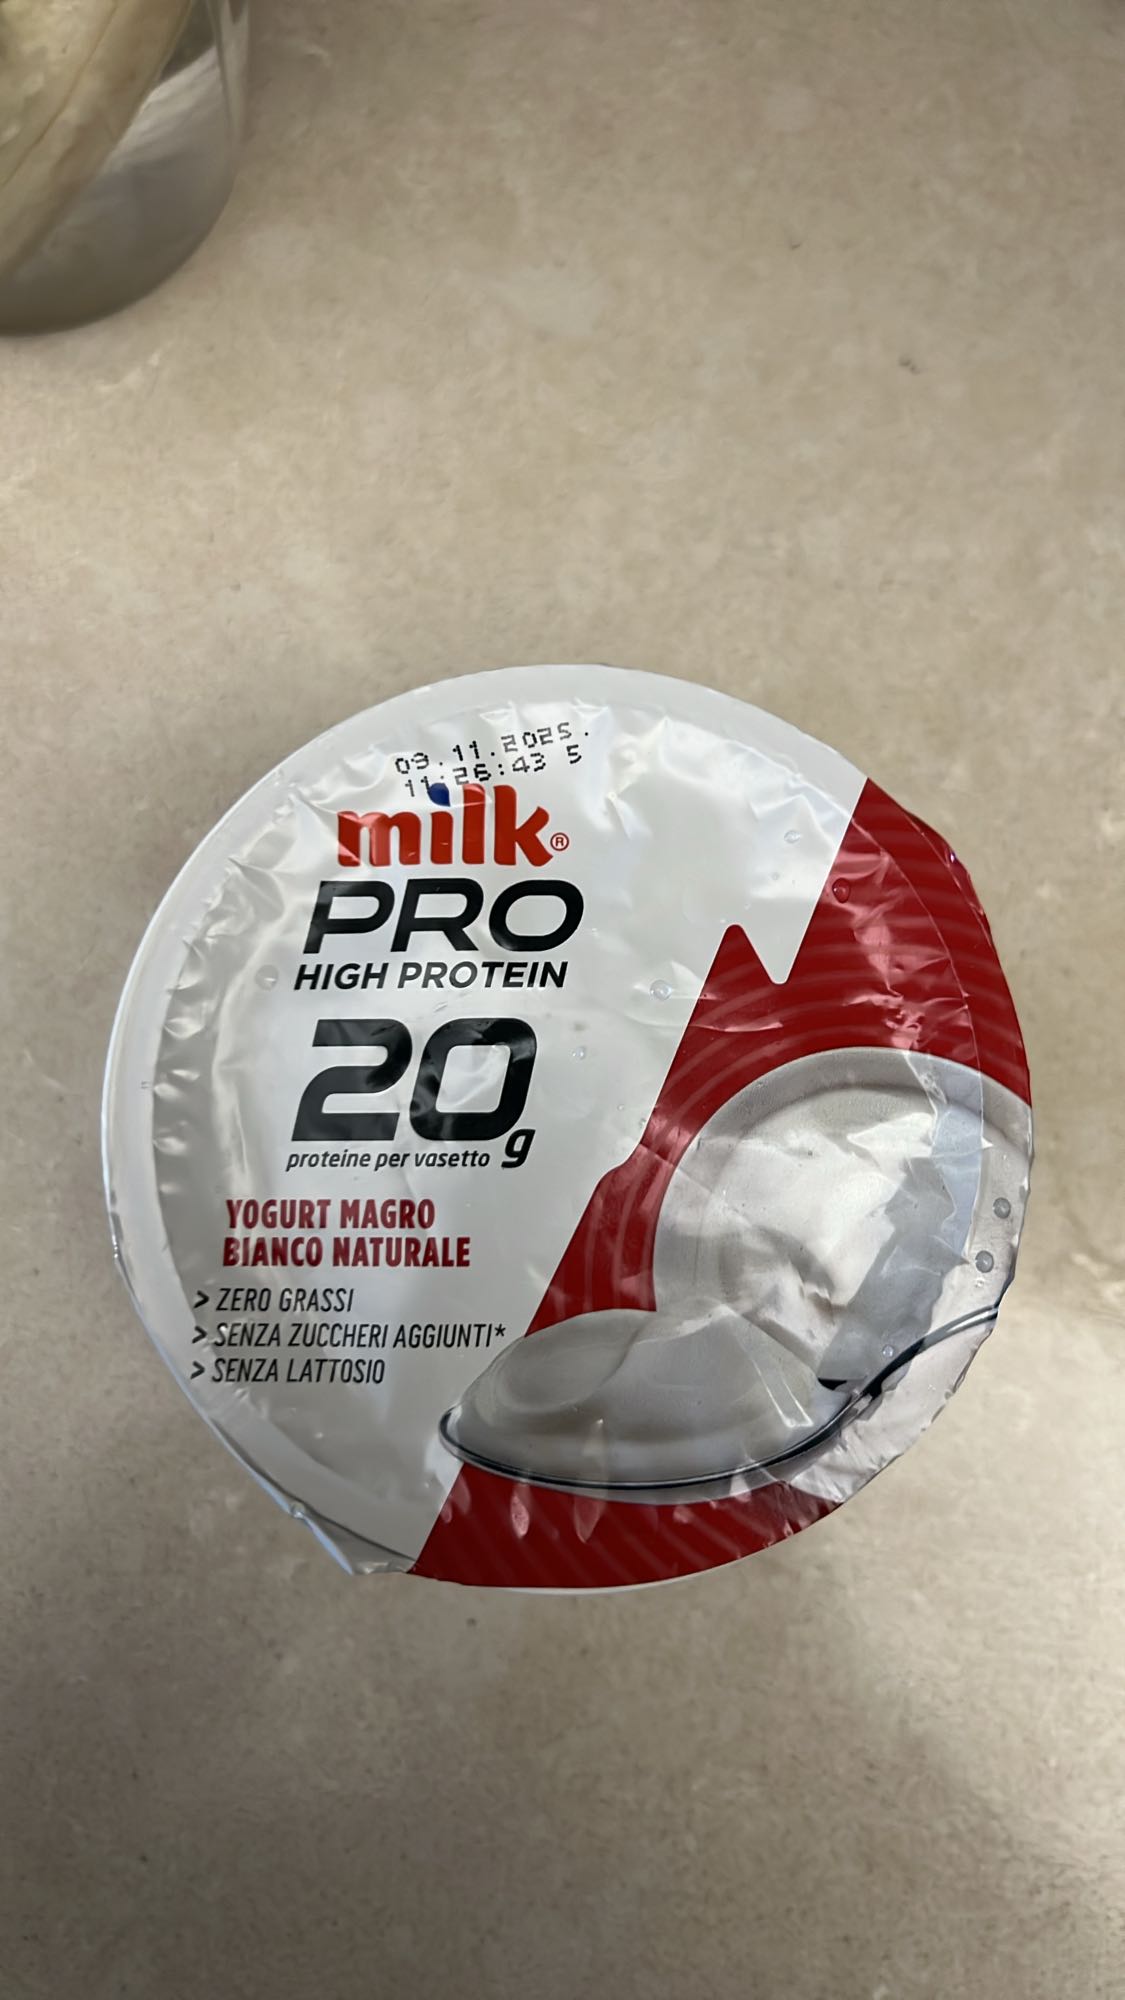 09.11.2025.
11:26:43 5
milk®
PRO
HIGH PROTEIN
20g
proteine per vasetto
YOGURT MAGRO
BIANCO NATURALE
> ZERO GRASSI
> SENZA ZUCCHERI AGGIUNTI*
> SENZA LATTOSIO